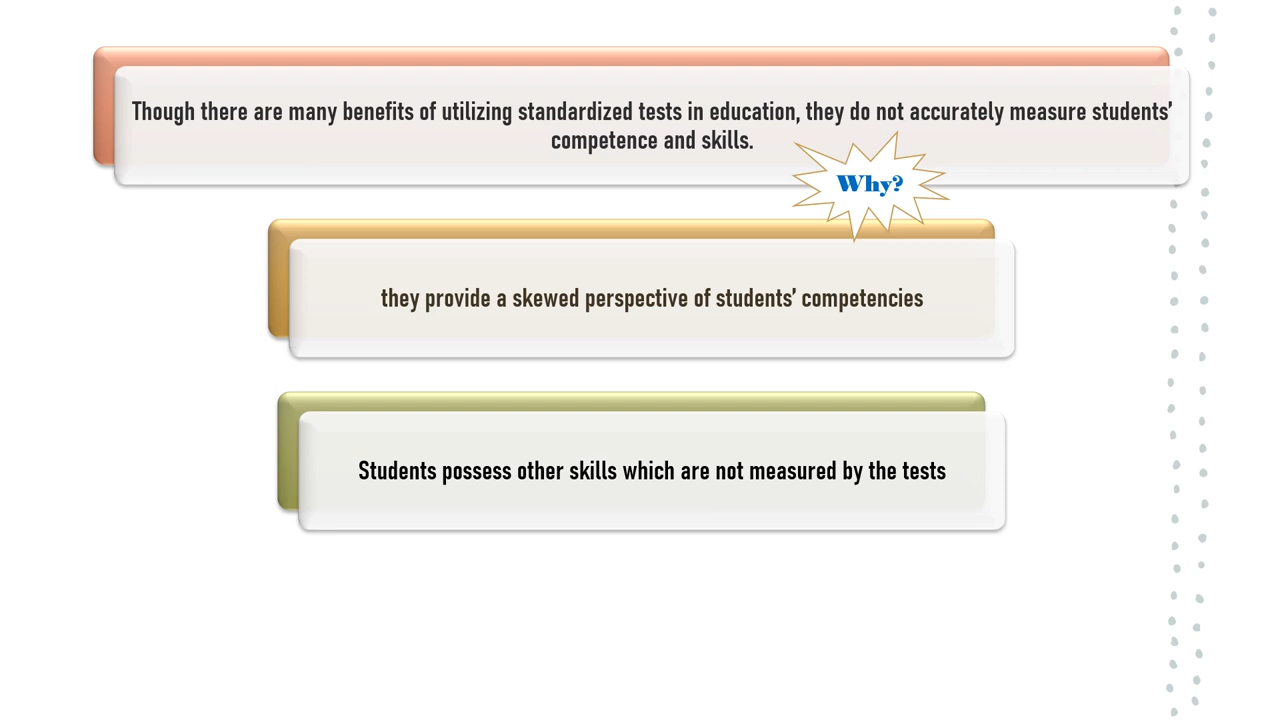 Though there are many benefits of utilizing standardized tests in education, they do not accurately measure students’
competence and skills.
Why?
they provide a skewed perspective of students’ competencies
Students possess other skills which are not measured by the tests